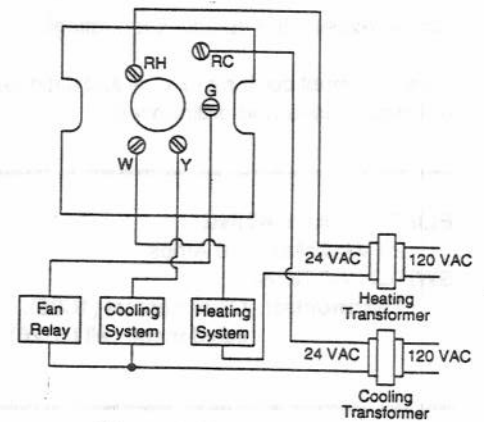 RH
RC
G
W
Y
24 VAC
120 VAC
Heating
Transformer
Fan
Relay
Cooling
System
Heating
System
24 VAC
120 VAC
Cooling
Transformer